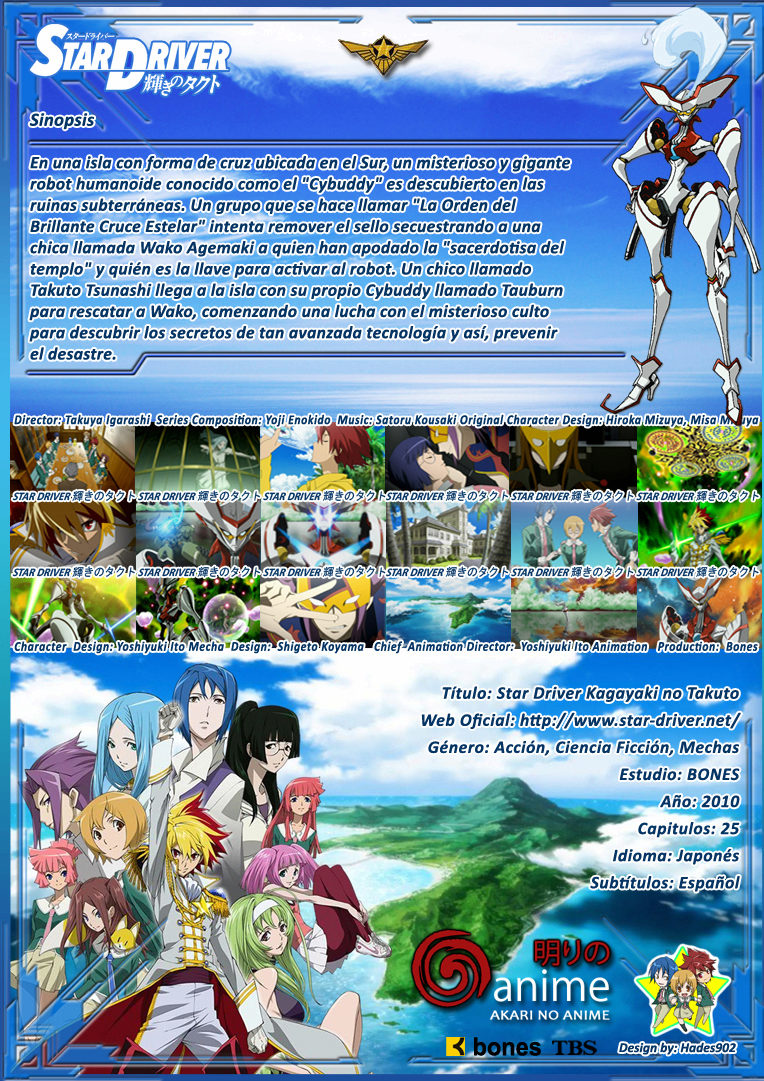 スタードライバー
STAR DRIVER
輝きのタクト
Sinopsis
En una isla con forma de cruz ubicada en el Sur, un misterioso y gigante
robot humanoide conocido como el "Cybuddy" es descubierto en las
ruinas subterráneas. Un grupo que se hace llamar "La Orden del
Brillante Cruce Estelar" intenta remover el sello secuestrando a una
chica llamada Wako Agemaki a quien han apodado la "sacerdotisa del
templo" y quién es la llave para activar al robot. Un chico llamado
Takuto Tsunashi llega a la isla con su propio Cybuddy llamado Tauburn
para rescatar a Wako, comenzando una lucha con el misterioso culto
para descubrir los secretos de tan avanzada tecnología y así, prevenir
el desastre.
Director: Takuya Igarashi Series Composition: Yoji Enokido Music: Satoru Kousaki Original Character Design: Hiroka Mizuya, Misa Mizuya
STAR DRIVER 輝きのタクト STAR DRIVER 輝きのタクト STAR DRIVER 輝きのタクト STAR DRIVER 輝きのタクト STAR DRIVER 輝きのタクト STAR DRIVER 輝きのタクト
STAR DRIVER 輝きのタクト STAR DRIVER 輝きのタクト STAR DRIVER 輝きのタクト STAR DRIVER 輝きのタクト STAR DRIVER 輝きのタクト STAR DRIVER 輝きのタクト
Character Design: Yoshiyuki Ito Mecha Design: Shigeto Koyama Chief Animation Director: Yoshiyuki Ito Animation Production: Bones
Título: Star Driver Kagayaki no Takuto
Web Oficial: http://www.star-driver.net/
Género: Acción, Ciencia Ficción, Mechas
Estudio: BONES
Año: 2010
Capitulos: 25
Idioma: Japonés
Subtítulos: Español
明りの
anime
AKARI NO ANIME
bones TBS
Design by: Hades902